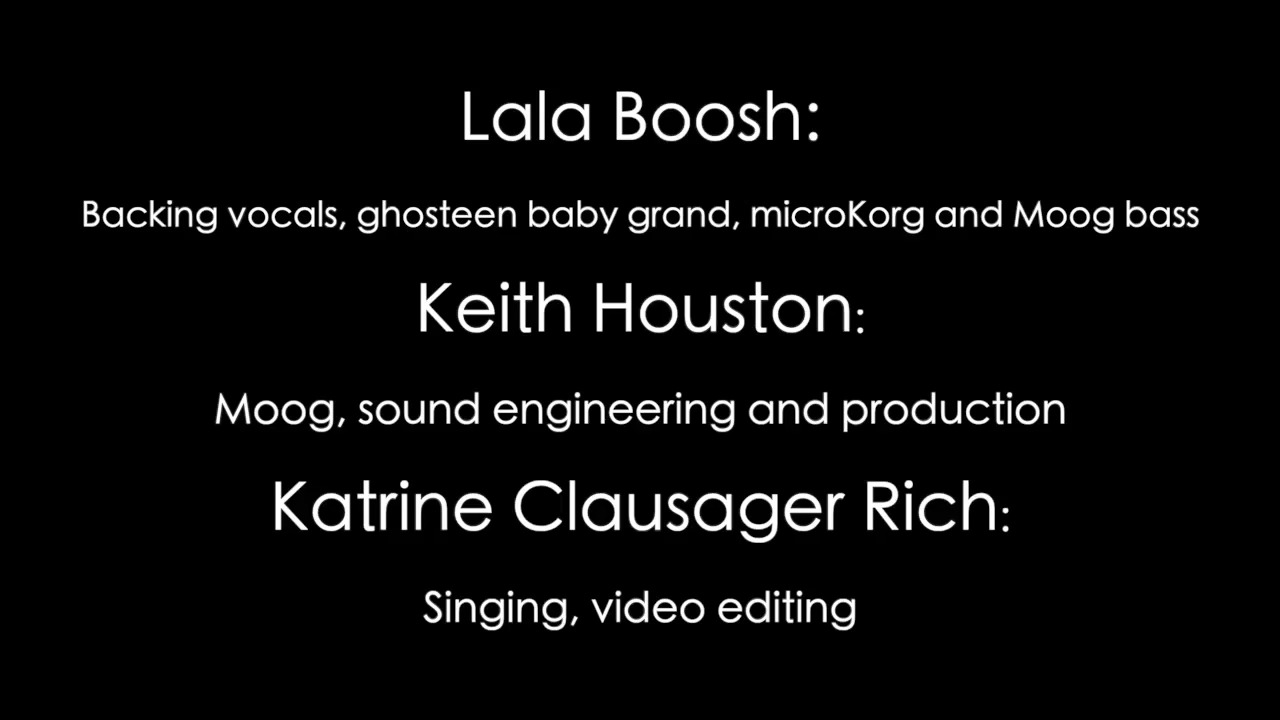 Lala Boosh:
Backing vocals, ghosteen baby grand, microKorg and Moog bass
Keith Houston:
Moog, sound engineering and production
Katrine Clausager Rich:
Singing, video editing